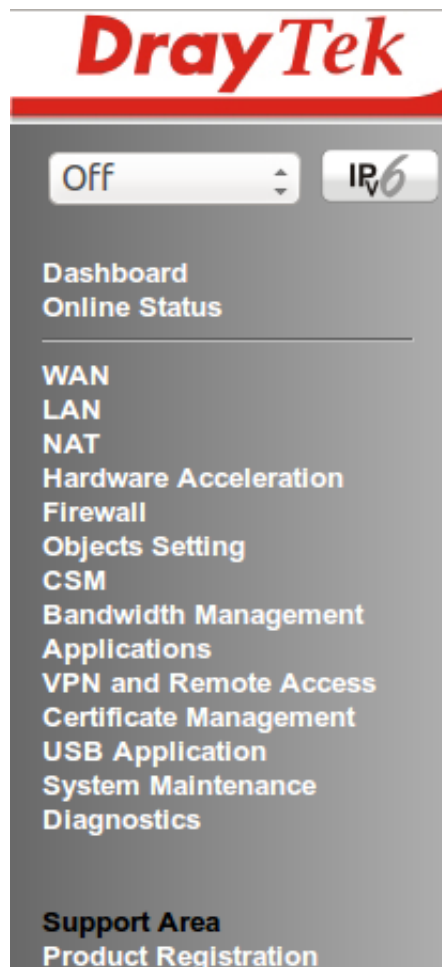 DrayTek
Off IPv6
Dashboard
Online Status
WAN
LAN
NAT
Hardware Acceleration
Firewall
Objects Setting
CSM
Bandwidth Management
Applications
VPN and Remote Access
Certificate Management
USB Application
System Maintenance
Diagnostics
Support Area
Product Registration